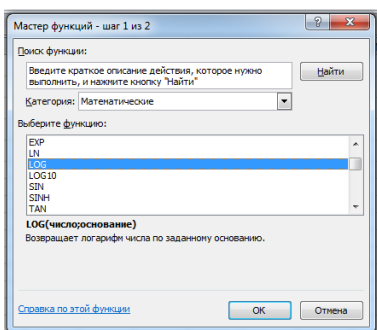 Мастер функций - шаг 1 из 2
Поиск функции:
Введите краткое описание действия, которое нужно
выполнить, и нажмите кнопку "Найти"
Найти
Категория: Математические
Выберите функцию:
EXP
LN
LOG
LOG10
SIN
SINH
TAN
LOG(число;основание)
Возвращает логарифм числа по заданному основанию.
Справка по этой функции
ОК
Отмена